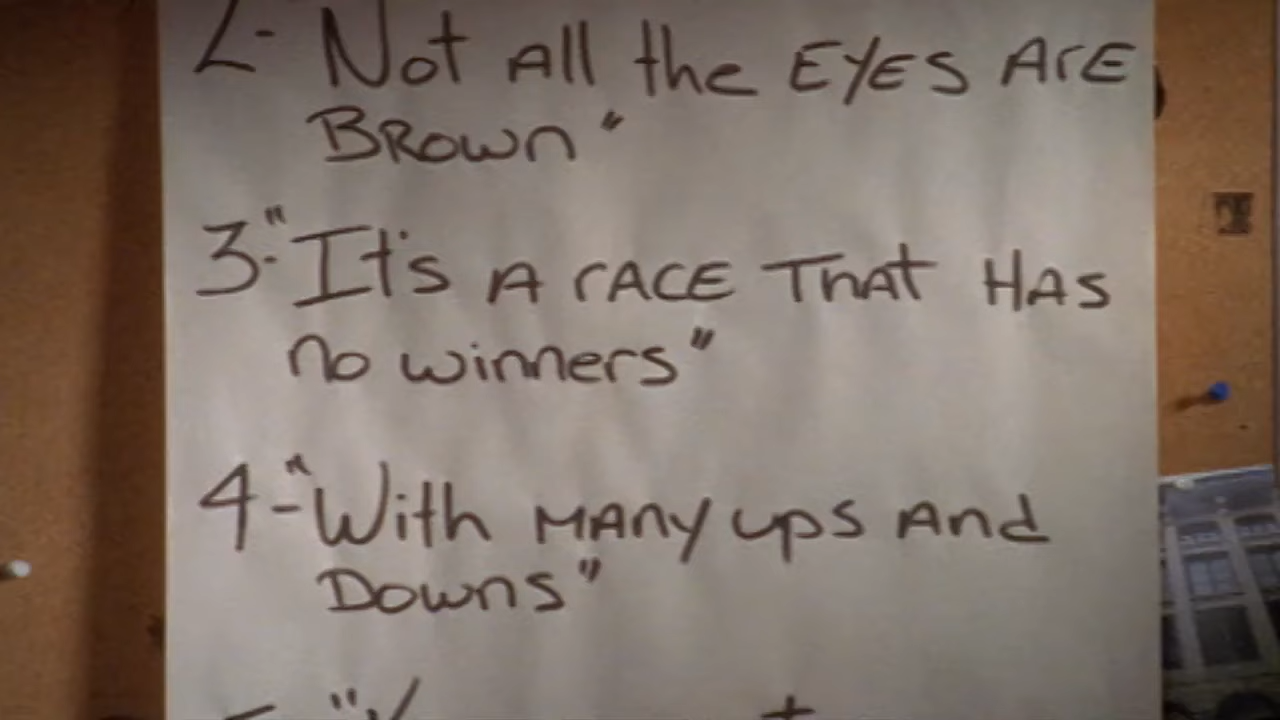 2- Not All the EYES ArE
BRown"
3-"It's A rACE ThAt HAS
no winners"
4-"With MANy ups And
Downs"